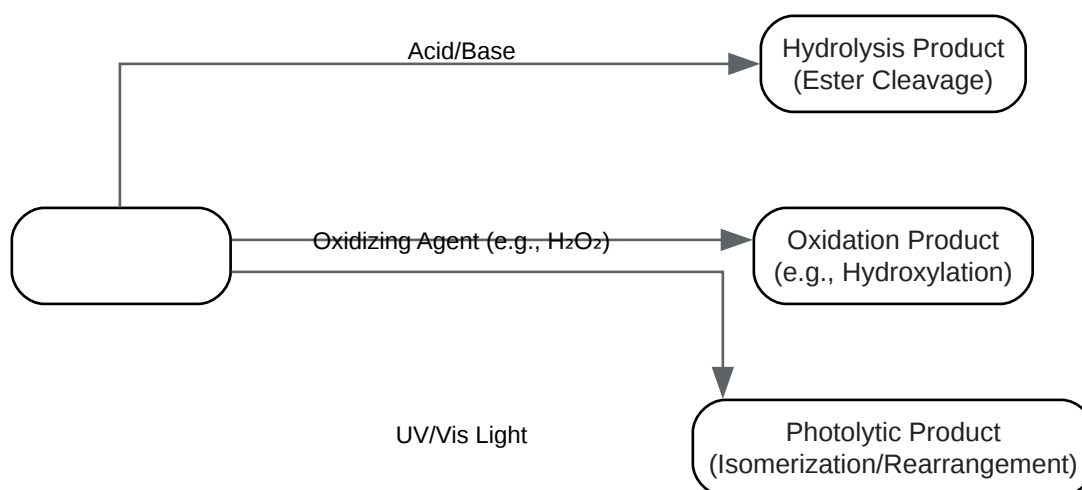 Acid/Base
Hydrolysis Product
(Ester Cleavage)
Oxidizing Agent (e.g., H₂O₂)
Oxidation Product
(e.g., Hydroxylation)
UV/Vis Light
Photolytic Product
(Isomerization/Rearrangement)